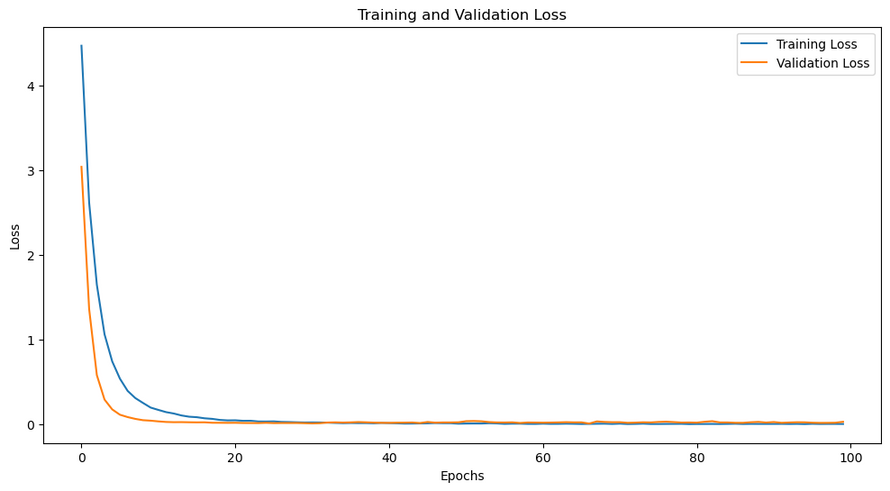 Training and Validation Loss
Training Loss
Validation Loss
4
3
2
1
0
Loss
0 20 40 60 80 100
Epochs